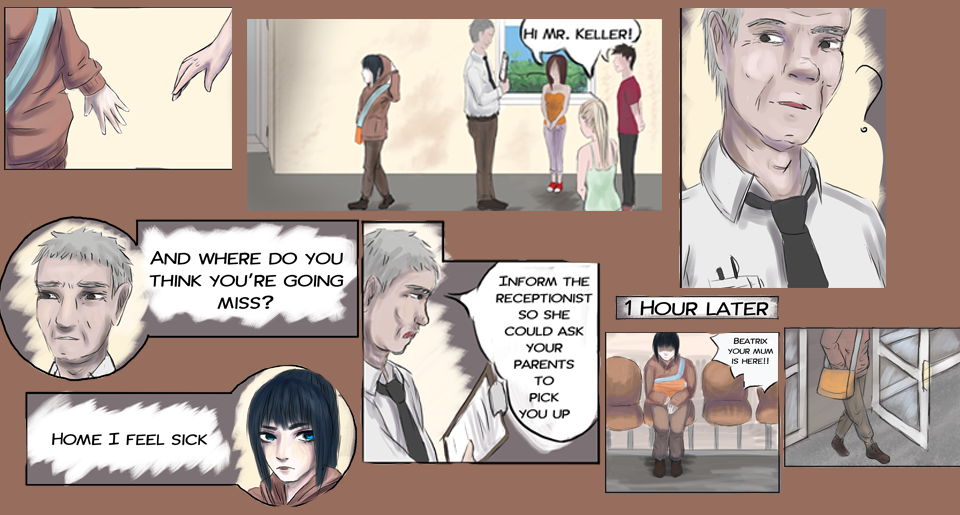 Hi Mr. Keller!
And where do you
think you're going
miss?
Inform the
receptionist
so she
could ask
your
parents
to
pick
you up
Home I feel sick
1 Hour later
Beatrix
your mum
is here!!